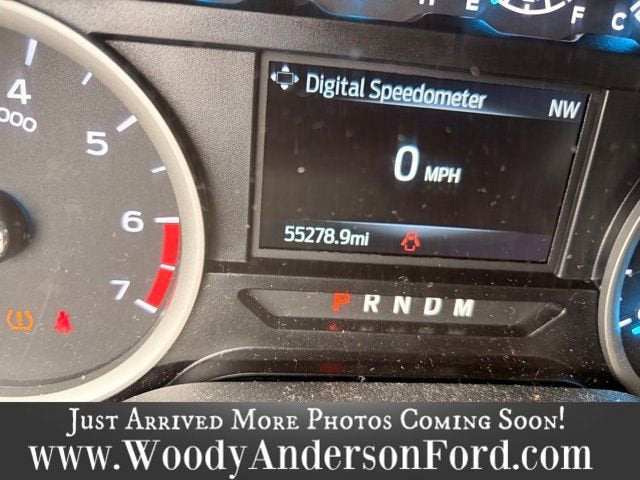 H E F C
4
000
5
6
7
Digital Speedometer
NW
0 MPH
55278.9mi
P R N D M
Just Arrived More Photos Coming Soon!
www.WoodyAndersonFord.com